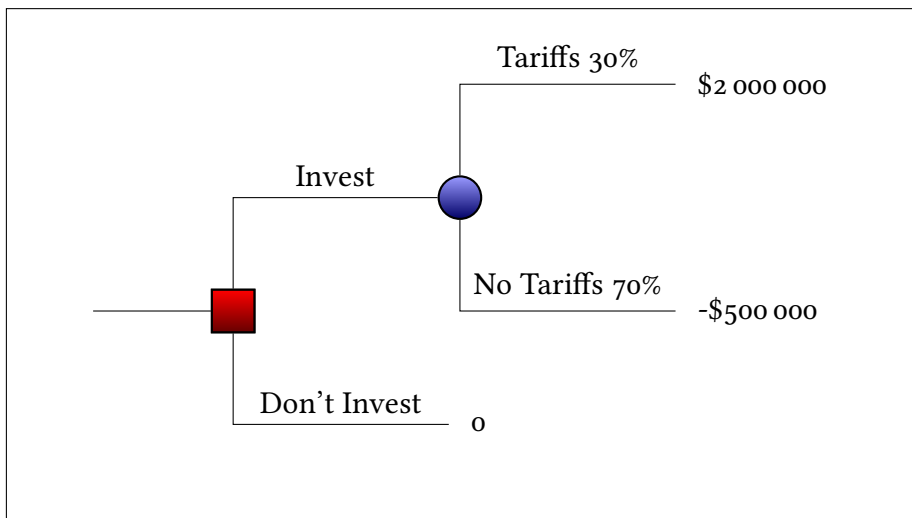 Tariffs 30%
$2 000 000
Invest
No Tariffs 70%
-$500 000
Don't Invest
0